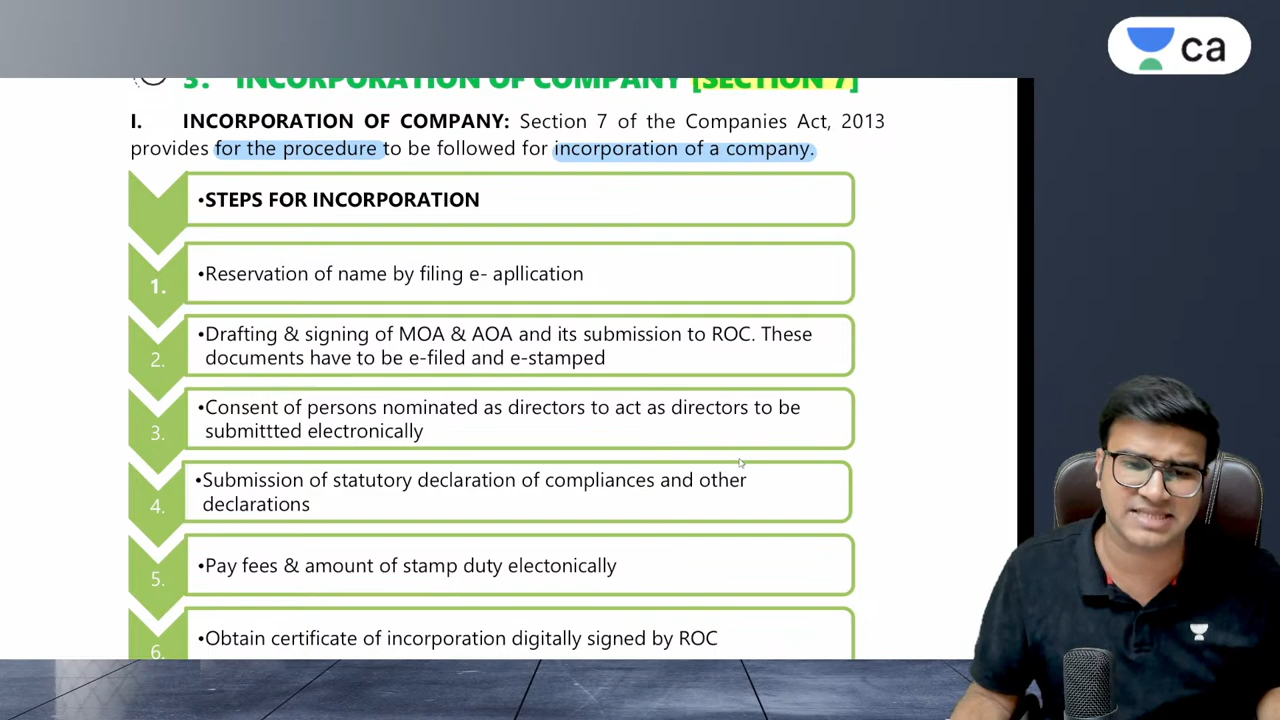 ca
3. INCORPORATION OF COMPANY [SECTION 7]
I. INCORPORATION OF COMPANY: Section 7 of the Companies Act, 2013
provides for the procedure to be followed for incorporation of a company.
•STEPS FOR INCORPORATION
1.
•Reservation of name by filing e- apllication
2.
•Drafting & signing of MOA & AOA and its submission to ROC. These
documents have to be e-filed and e-stamped
3.
•Consent of persons nominated as directors to act as directors to be
submittted electronically
4.
•Submission of statutory declaration of compliances and other
declarations
5.
•Pay fees & amount of stamp duty electonically
6.
•Obtain certificate of incorporation digitally signed by ROC